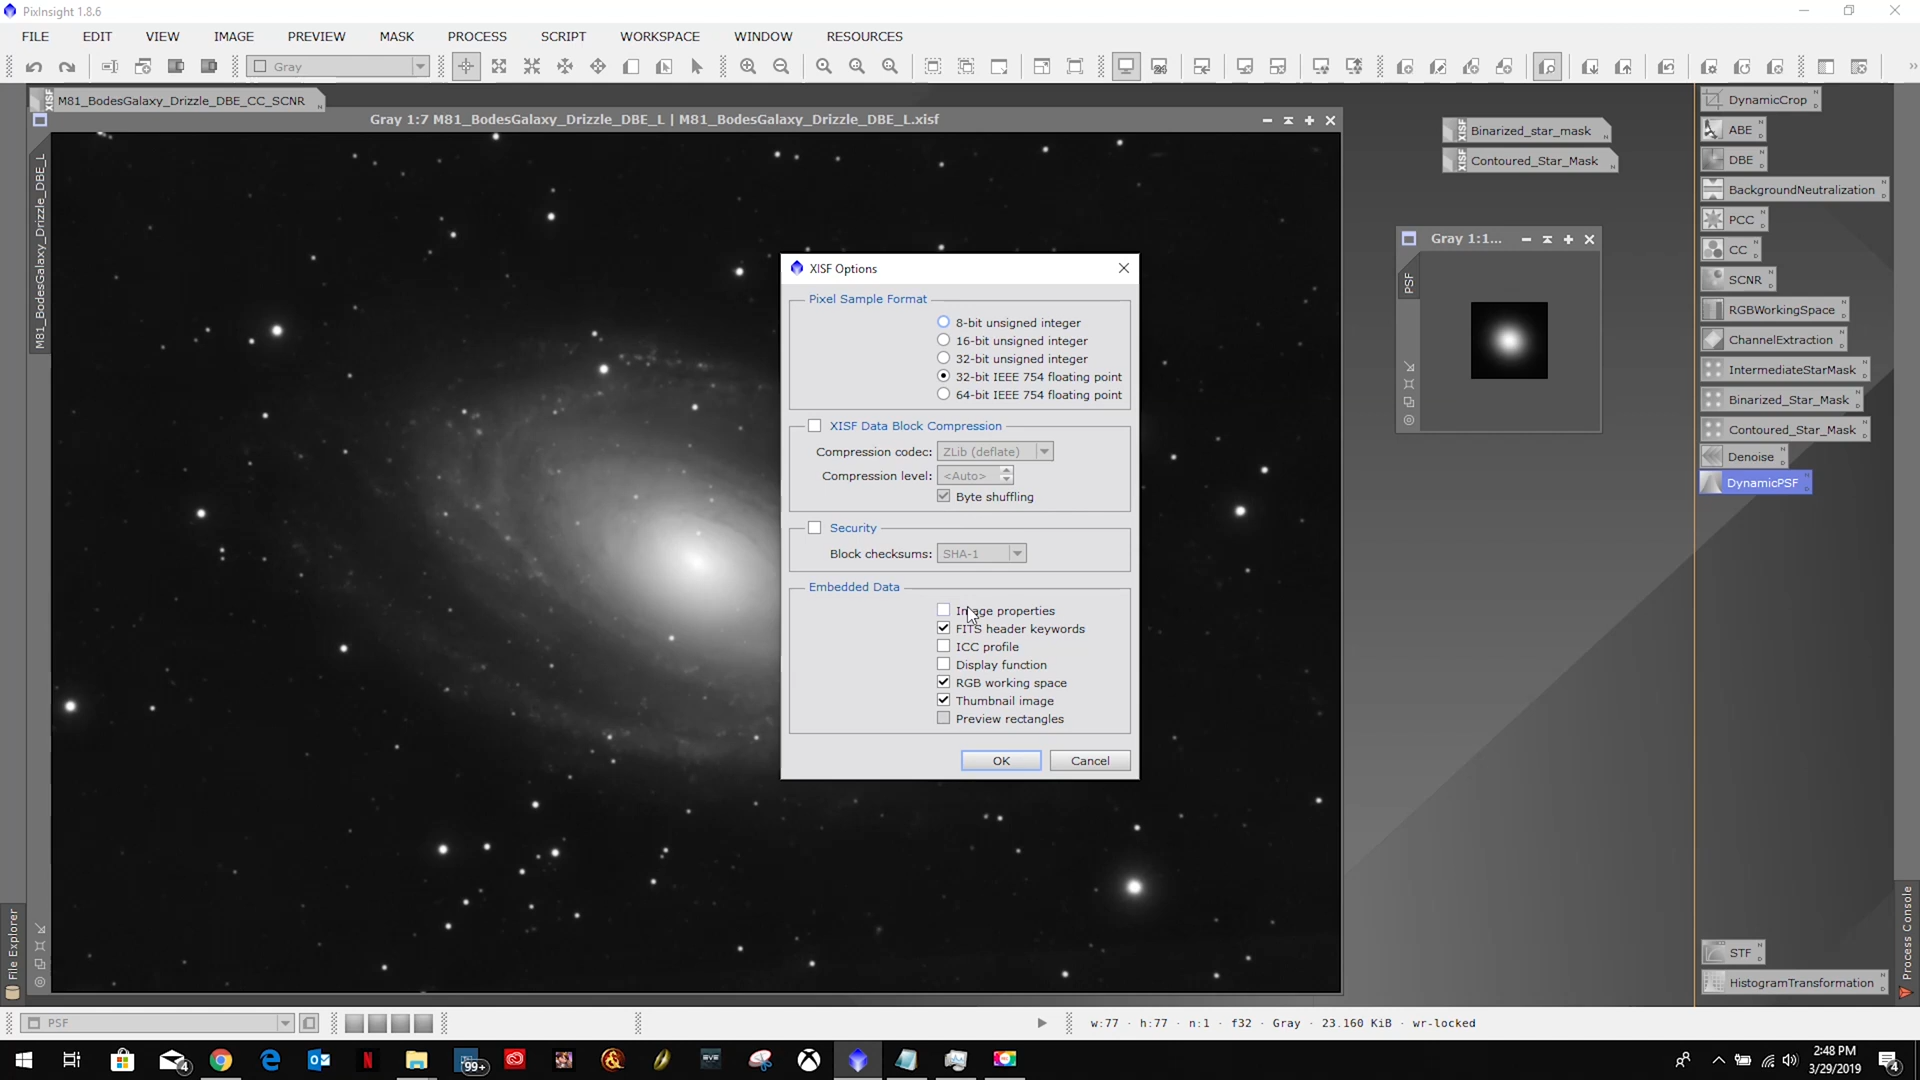 PixInsight 1.8.6
FILE EDIT VIEW IMAGE PREVIEW MASK PROCESS SCRIPT WORKSPACE WINDOW RESOURCES
Gray
M81_BodesGalaxy_Drizzle_DBE_CC_SCNR
XISF
Gray 1:7 M81_BodesGalaxy_Drizzle_DBE_L | M81_BodesGalaxy_Drizzle_DBE_L.xisf
M81_BodesGalaxy_Drizzle_DBE_L
XISF Binarized_star_mask
XISF Contoured_Star_Mask
Gray 1:1...
PSF
XISF Options
Pixel Sample Format
8-bit unsigned integer
16-bit unsigned integer
32-bit unsigned integer
32-bit IEEE 754 floating point
64-bit IEEE 754 floating point
XISF Data Block Compression
Compression codec: ZLib (deflate)
Compression level: <Auto>
Byte shuffling
Security
Block checksums: SHA-1
Embedded Data
Image properties
FITS header keywords
ICC profile
Display function
RGB working space
Thumbnail image
Preview rectangles
OK Cancel
DynamicCrop
ABE
DBE
BackgroundNeutralization
PCC
CC
SCNR
RGBWorkingSpace
ChannelExtraction
IntermediateStarMask
Binarized_Star_Mask
Contoured_Star_Mask
Denoise
DynamicPSF
STF
HistogramTransformation
File Explorer
Process Console
PSF
w:77 · h:77 · n:1 · f32 · Gray · 23.160 KiB · wr-locked
4
99+
2:48 PM
3/29/2019
4